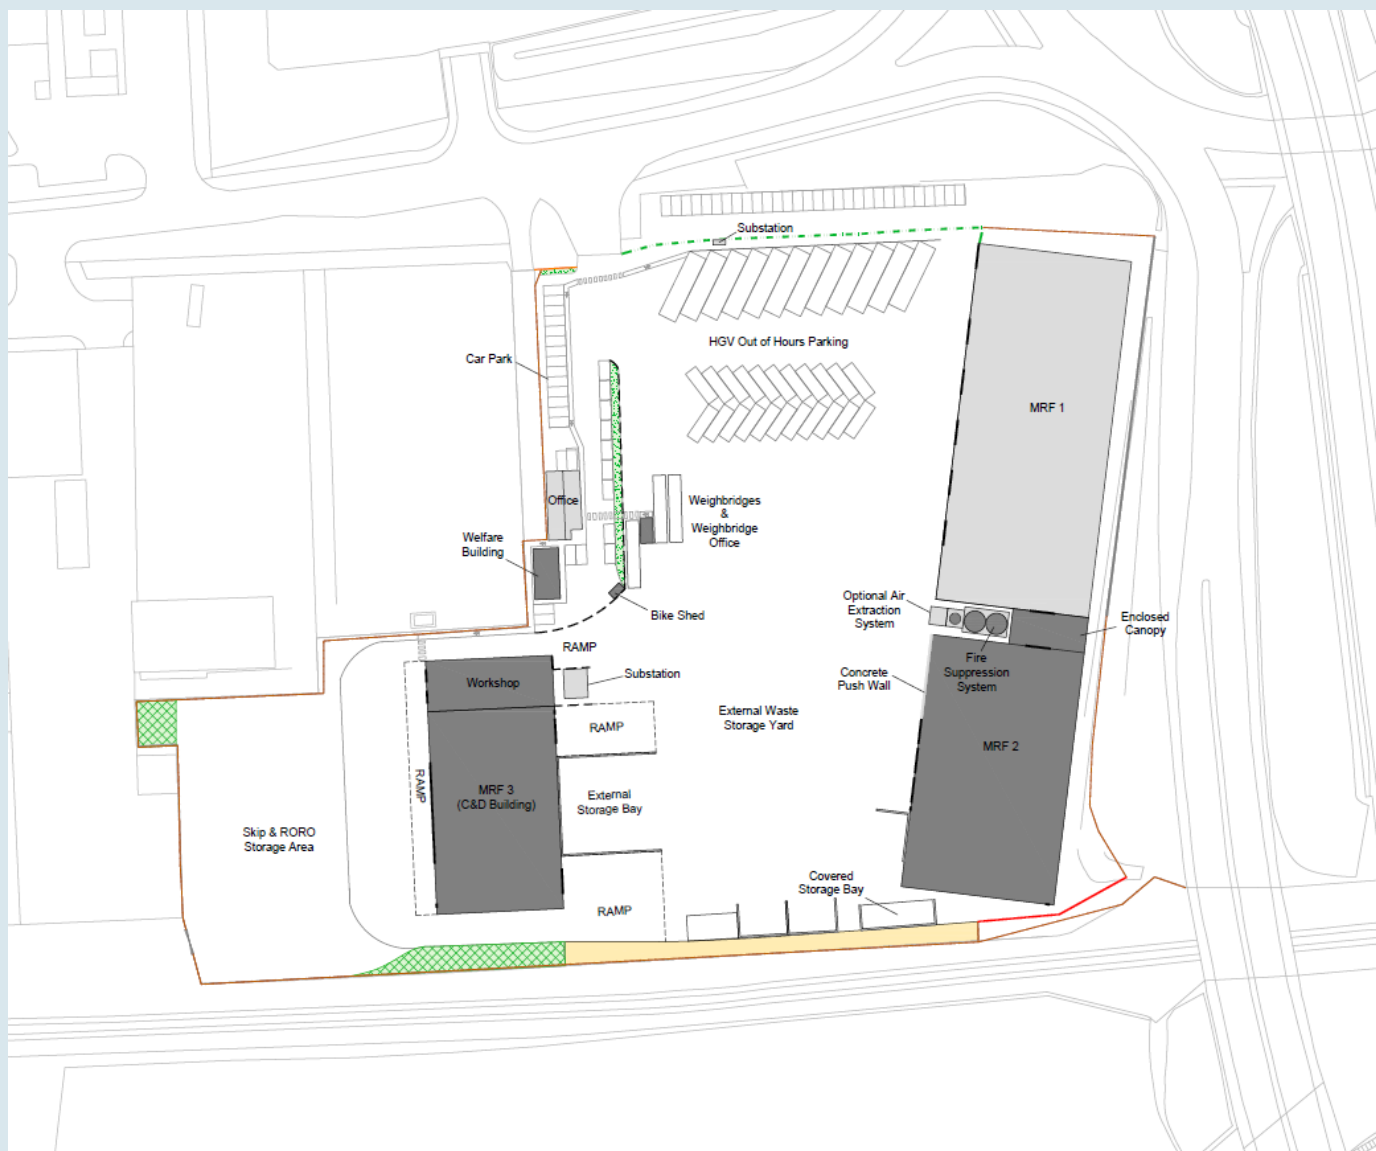 Substation
HGV Out of Hours Parking
Car Park
MRF 1
Office
Weighbridges
&
Weighbridge
Office
Welfare
Building
Optional Air
Extraction
System
Bike Shed
Enclosed
Canopy
RAMP
Fire
Suppression
System
Substation
Concrete
Push Wall
Workshop
External Waste
Storage Yard
RAMP
MRF 2
RAMP
MRF 3
(C&D Building)
External
Storage Bay
Skip & RORO
Storage Area
Covered
Storage Bay
RAMP